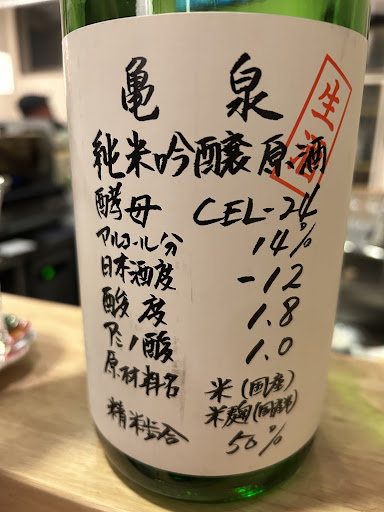 亀泉
生酒
純米吟醸原酒
酵母 CEL-24
アルコール分 14%
日本酒度 -12
酸度 1.8
アミノ酸 1.0
原材料名 米(国産)
米麹(国産米)
精米歩合 50%